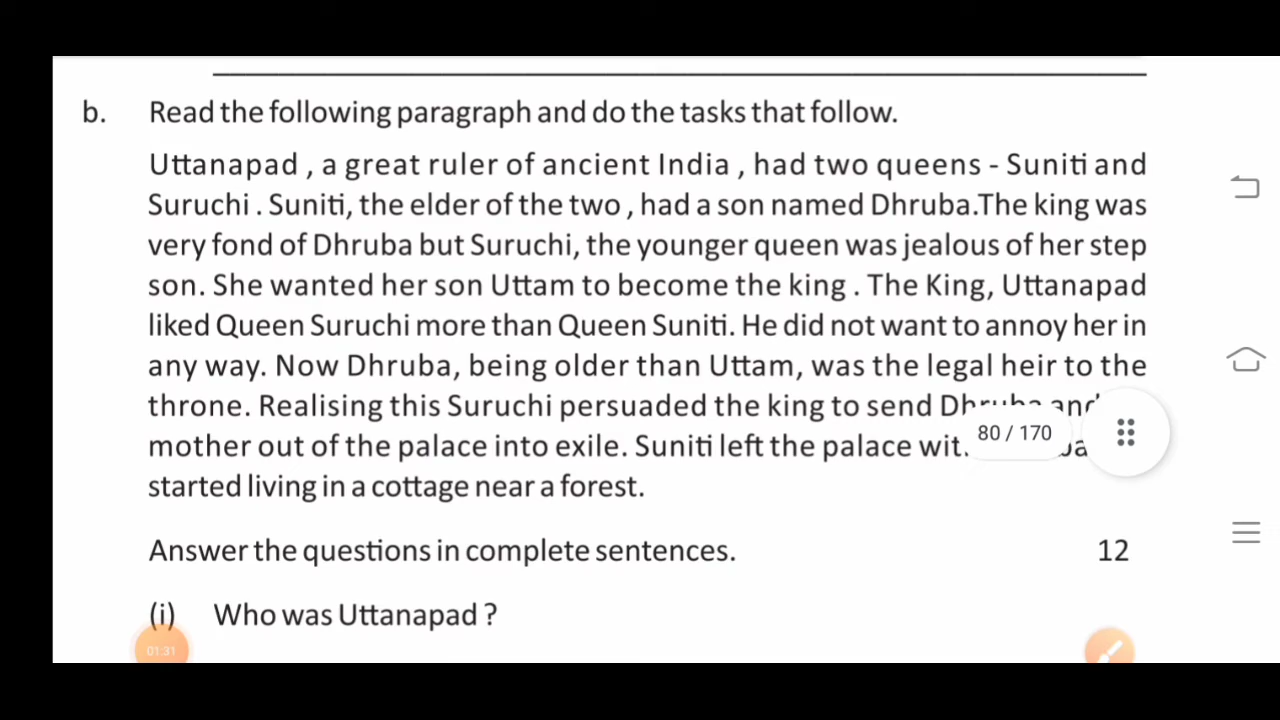 b. Read the following paragraph and do the tasks that follow.
Uttanapad , a great ruler of ancient India , had two queens - Suniti and
Suruchi . Suniti, the elder of the two , had a son named Dhruba.The king was
very fond of Dhruba but Suruchi, the younger queen was jealous of her step
son. She wanted her son Uttam to become the king . The King, Uttanapad
liked Queen Suruchi more than Queen Suniti. He did not want to annoy her in
any way. Now Dhruba, being older than Uttam, was the legal heir to the
throne. Realising this Suruchi persuaded the king to send Dhruba and
80 / 170
mother out of the palace into exile. Suniti left the palace
started living in a cottage near a forest.
Answer the questions in complete sentences. 12
(i) Who was Uttanapad ?
01:31